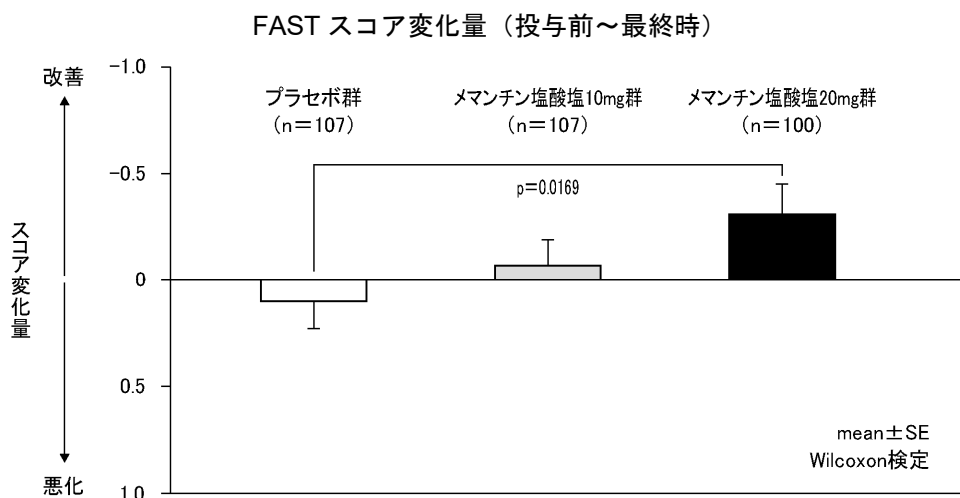 FAST スコア変化量（投与前～最終時）
改善
スコア変化量
悪化
-1.0
-0.5
0
0.5
1.0
プラセボ群
（n=107）
メマンチン塩酸塩10mg群
（n=107）
メマンチン塩酸塩20mg群
（n=100）
p=0.0169
mean±SE
Wilcoxon検定